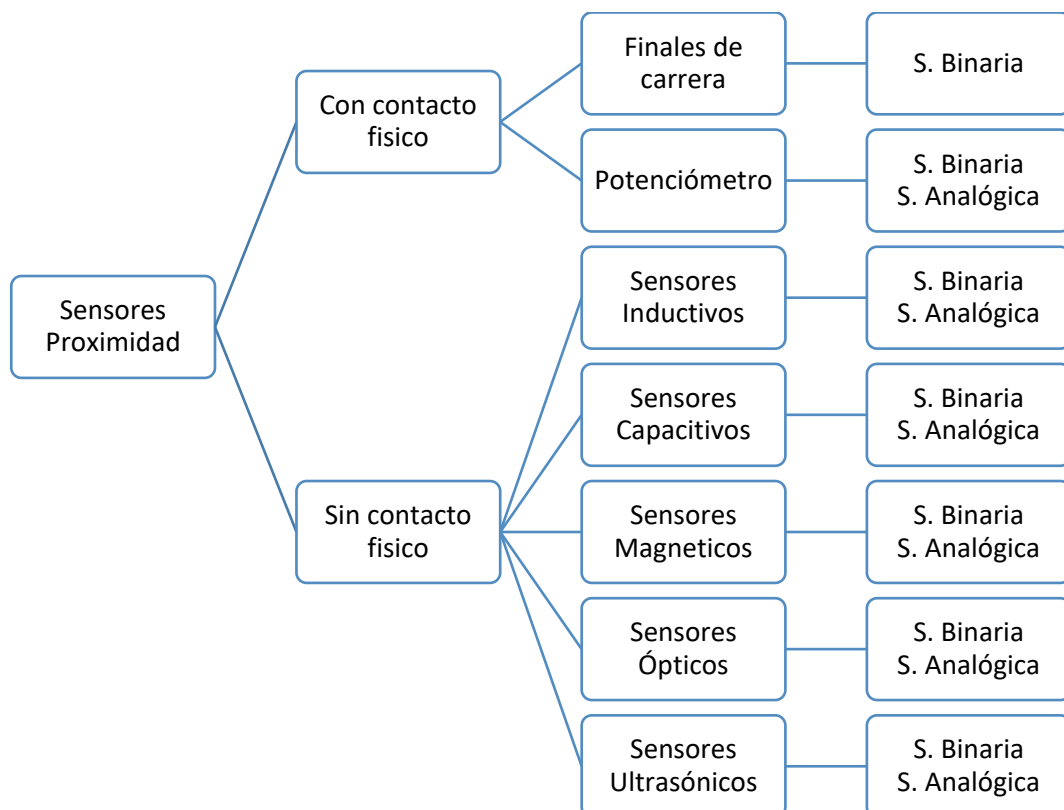 Sensores
Proximidad
Con contacto
fisico
Finales de
carrera
S. Binaria
Potenciómetro
S. Binaria
S. Analógica
Sin contacto
fisico
Sensores
Inductivos
S. Binaria
S. Analógica
Sensores
Capacitivos
S. Binaria
S. Analógica
Sensores
Magneticos
S. Binaria
S. Analógica
Sensores
Ópticos
S. Binaria
S. Analógica
Sensores
Ultrasónicos
S. Binaria
S. Analógica